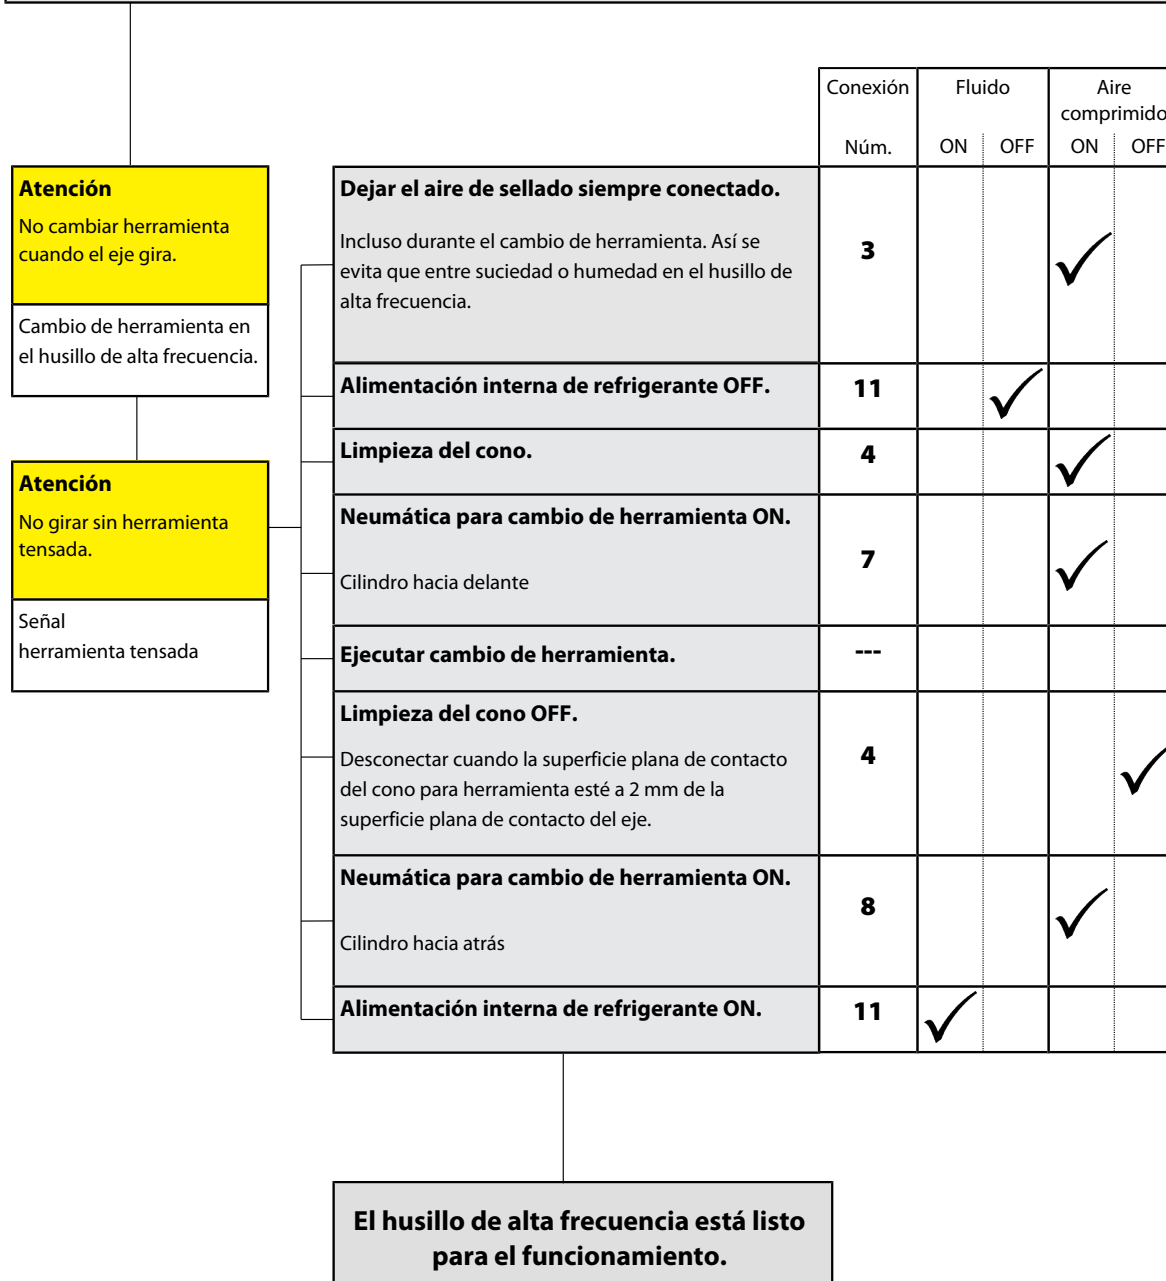 Conexión Fluido Aire
comprimido
Núm. ON OFF ON OFF
Atención
No cambiar herramienta
cuando el eje gira.
Cambio de herramienta en
el husillo de alta frecuencia.
Atención
No girar sin herramienta
tensada.
Señal
herramienta tensada
Dejar el aire de sellado siempre conectado.
Incluso durante el cambio de herramienta. Así se
evita que entre suciedad o humedad en el husillo de
alta frecuencia.
3
Alimentación interna de refrigerante OFF.
11
Limpieza del cono.
4
Neumática para cambio de herramienta ON.
Cilindro hacia delante
7
Ejecutar cambio de herramienta.
---
Limpieza del cono OFF.
Desconectar cuando la superficie plana de contacto
del cono para herramienta esté a 2 mm de la
superficie plana de contacto del eje.
4
Neumática para cambio de herramienta ON.
Cilindro hacia atrás
8
Alimentación interna de refrigerante ON.
11
El husillo de alta frecuencia está listo
para el funcionamiento.